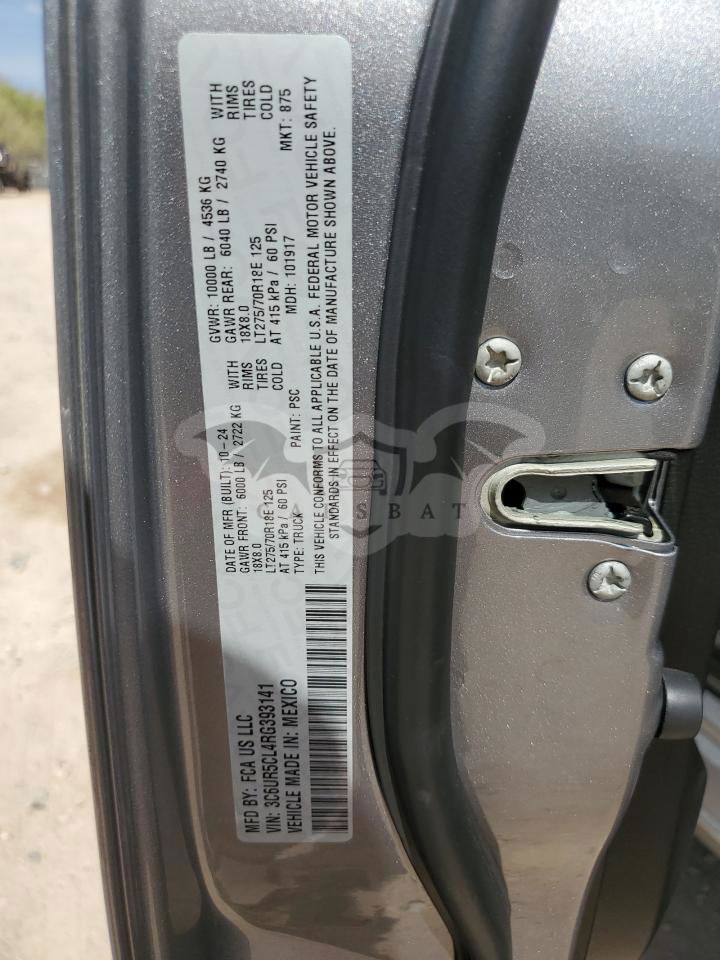 MFD BY: FCA US LLC
VIN: 3C6UR5CL4RG393141
VEHICLE MADE IN: MEXICO
DATE OF MFR (BUILT): 10-24
GAWR FRONT: 6000 LB / 2722 KG WITH
18X8.0 RIMS
LT275/70R18E 125 TIRES
AT 415 kPa / 60 PSI COLD
TYPE: TRUCK PAINT: PSC
GVWR: 10000 LB / 4536 KG
GAWR REAR: 6040 LB / 2740 KG WITH
18X8.0 RIMS
LT275/70R18E 125 TIRES
AT 415 kPa / 60 PSI COLD
MDH: 101917 MKT: 875
THIS VEHICLE CONFORMS TO ALL APPLICABLE U.S.A. FEDERAL MOTOR VEHICLE SAFETY
STANDARDS IN EFFECT ON THE DATE OF MANUFACTURE SHOWN ABOVE.
CARSBAT